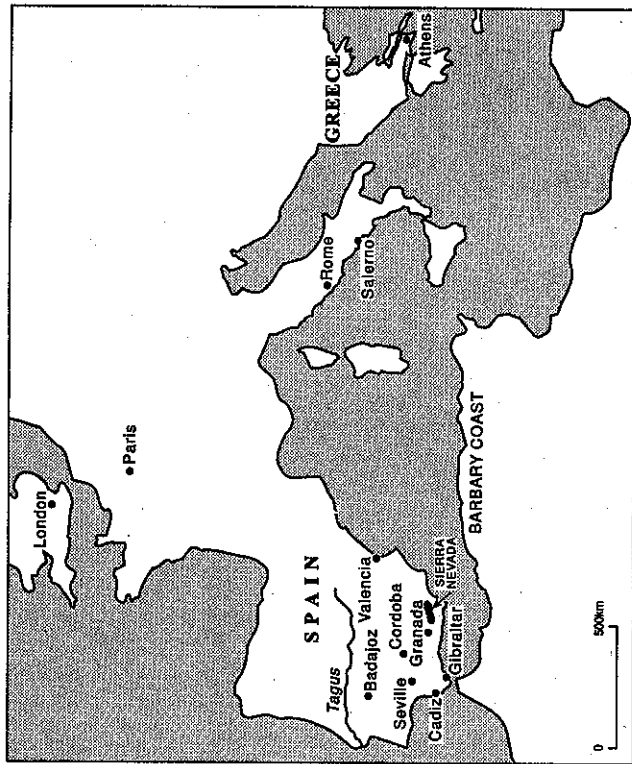 London
Paris
GREECE
Athens
Rome
Salerno
SPAIN
Tagus
Valencia
Badajoz
Cordoba
Seville
Granada
SIERRA
NEVADA
Cadiz
Gibraltar
BARBARY COAST
0
500km